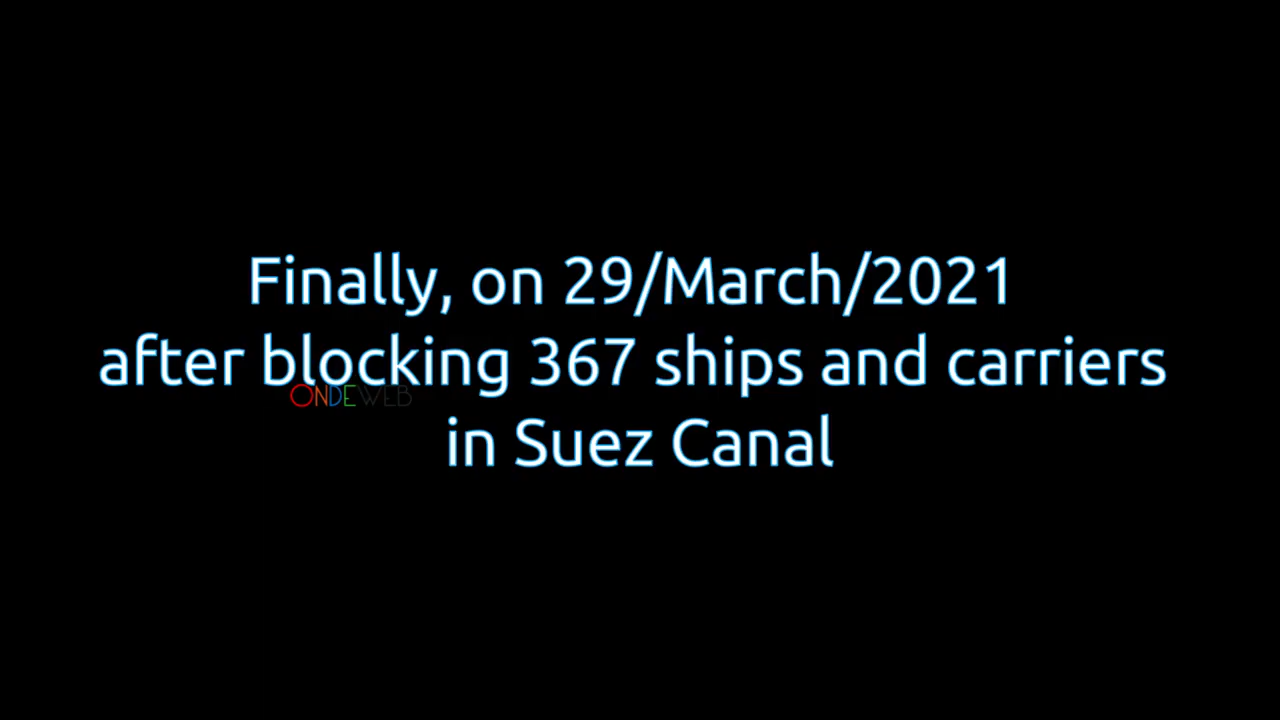 Finally, on 29/March/2021
after blocking 367 ships and carriers
ONDEWEB
in Suez Canal